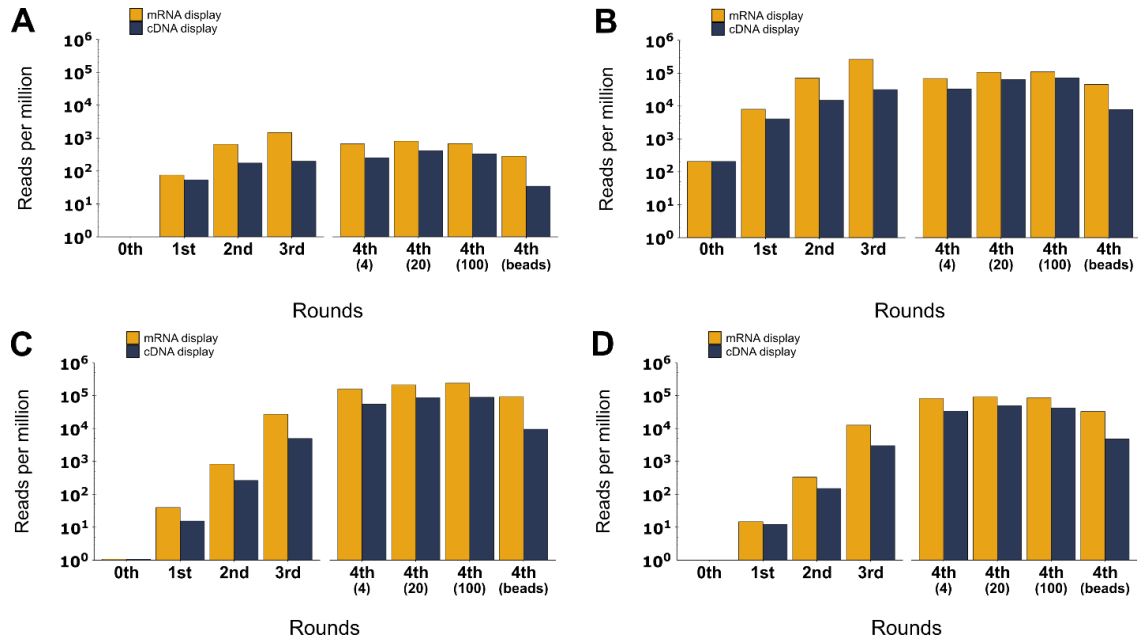 A
mRNA display
cDNA display
Reads per million
10^6
10^5
10^4
10^3
10^2
10^1
10^0
0th 1st 2nd 3rd 4th 4th 4th 4th
(4) (20) (100) (beads)
Rounds
B
mRNA display
cDNA display
Reads per million
10^6
10^5
10^4
10^3
10^2
10^1
10^0
0th 1st 2nd 3rd 4th 4th 4th 4th
(4) (20) (100) (beads)
Rounds
C
mRNA display
cDNA display
Reads per million
10^6
10^5
10^4
10^3
10^2
10^1
10^0
0th 1st 2nd 3rd 4th 4th 4th 4th
(4) (20) (100) (beads)
Rounds
D
mRNA display
cDNA display
Reads per million
10^6
10^5
10^4
10^3
10^2
10^1
10^0
0th 1st 2nd 3rd 4th 4th 4th 4th
(4) (20) (100) (beads)
Rounds